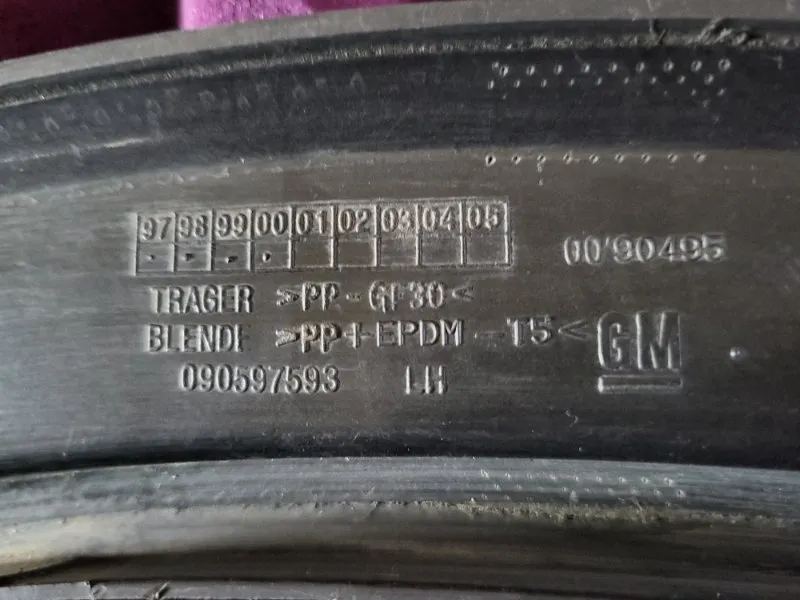 97 98 99 00 01 02 03 04 05
00'90495
TRAGER >PP-GF30<
BLENDE >PP+EPDM-T5<
GM
090597593 LH